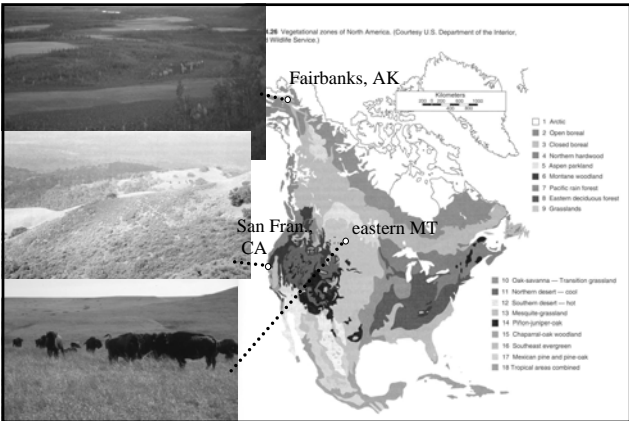 .26 Vegetational zones of North America. (Courtesy U.S. Department of the Interior,
Wildlife Service.)
Fairbanks, AK
Kilometers
1 Arctic
2 Open boreal
3 Closed boreal
4 Northern hardwood
5 Aspen parkland
6 Montane woodland
7 Pacific rain forest
8 Eastern deciduous forest
9 Grasslands
San Fran.,
CA
eastern MT
10 Oak-savanna — Transition grassland
11 Northern desert — cool
12 Southern desert — hot
13 Mesquite-grassland
14 Piñon-juniper-oak
15 Chaparral-oak woodland
16 Southeast evergreen
17 Mexican pine and pine-oak
18 Tropical areas combined